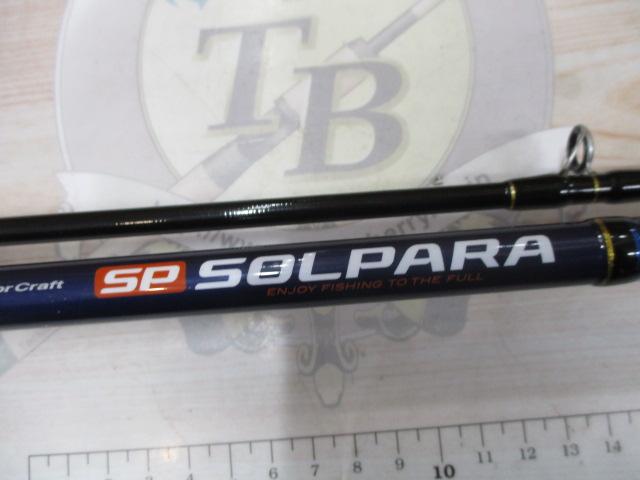 TB
orCraft SP SOLPARA
ENJOY FISHING TO THE FULL
6 7 8 9 10 11 12 13 14